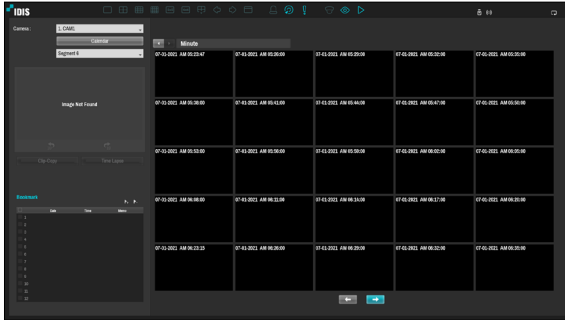 IDIS
Camera :
1. CAM1
Calendar
Segment 6
Image Not Found
Clip-Copy
Time Lapse
Bookmark
Date Time Memo
1
2
3
4
5
6
7
8
9
10
11
12
Minute
07-01-2021 AM 05:23:47
07-01-2021 AM 05:26:00
07-01-2021 AM 05:29:00
07-01-2021 AM 05:32:00
07-01-2021 AM 05:35:00
07-01-2021 AM 05:38:00
07-01-2021 AM 05:41:00
07-01-2021 AM 05:44:00
07-01-2021 AM 05:47:00
07-01-2021 AM 05:50:00
07-01-2021 AM 05:53:00
07-01-2021 AM 05:56:00
07-01-2021 AM 05:59:00
07-01-2021 AM 06:02:00
07-01-2021 AM 06:05:00
07-01-2021 AM 06:08:00
07-01-2021 AM 06:11:00
07-01-2021 AM 06:14:00
07-01-2021 AM 06:17:00
07-01-2021 AM 06:20:00
07-01-2021 AM 06:23:15
07-01-2021 AM 06:26:00
07-01-2021 AM 06:29:00
07-01-2021 AM 06:32:00
07-01-2021 AM 06:35:00